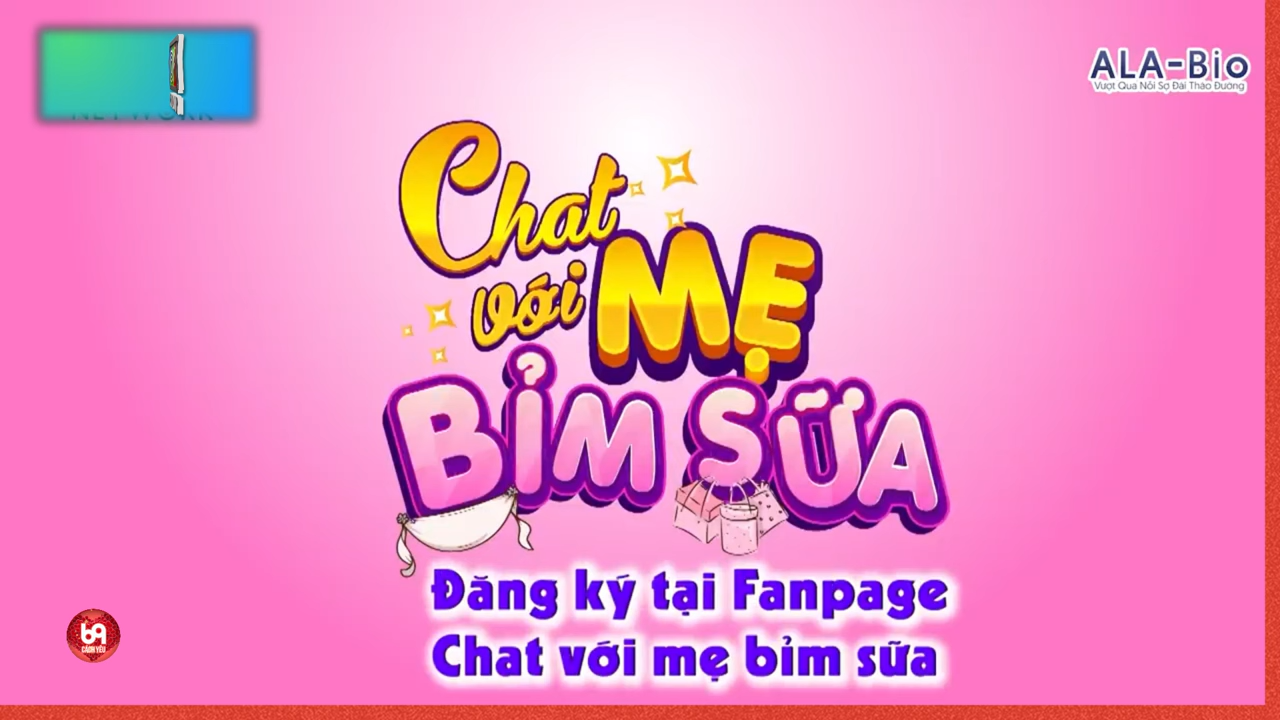 ALA-Bio
Vượt Qua Nỗi Sợ Đái Tháo Đường
Chat
với MẸ
BỈM SỮA
Đăng ký tại Fanpage
Chat với mẹ bỉm sữa